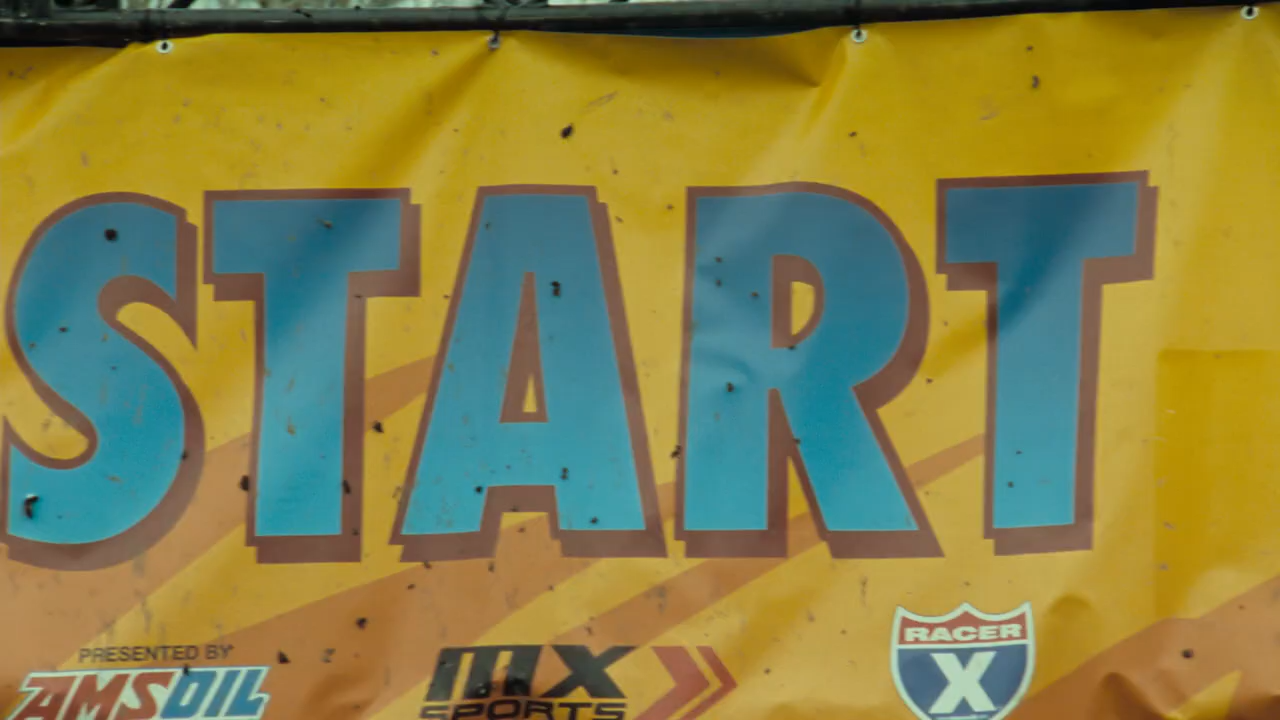 START
PRESENTED BY
AMSOIL
MX
SPORTS
RACER
X